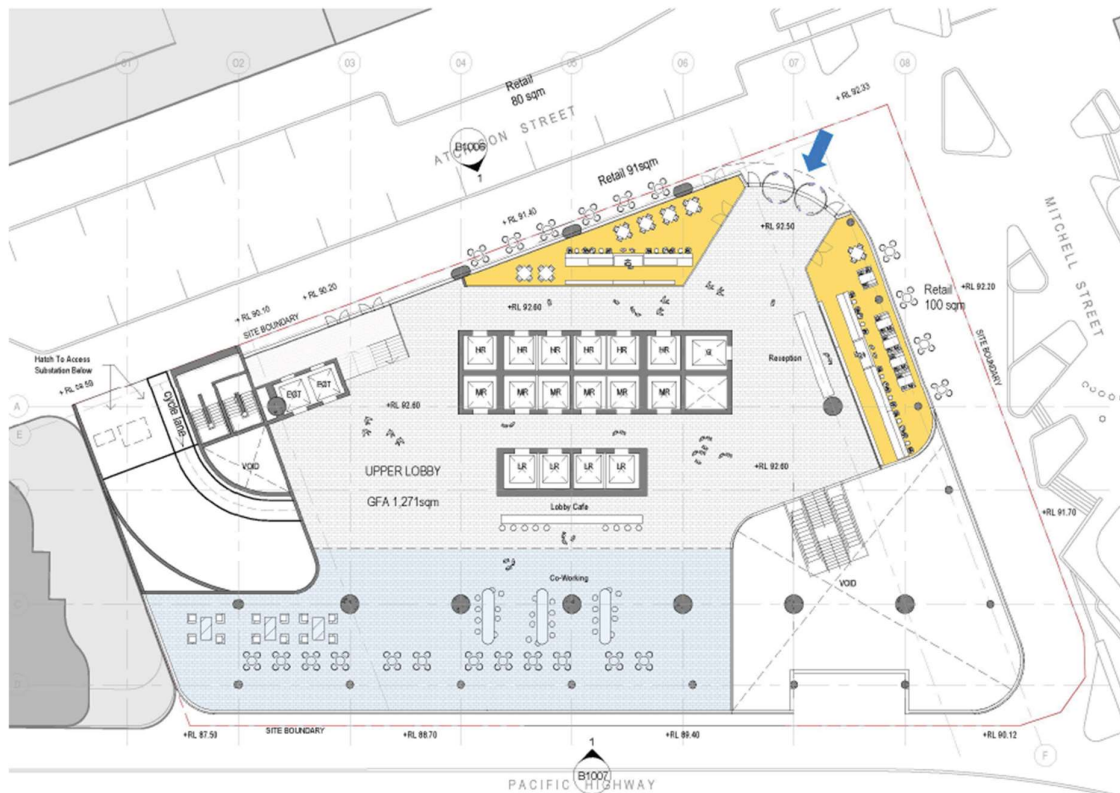 01
02
03
04
05
06
07
08
Retail
80 sqm
ATCHISON STREET
B1006
1
Retail 91sqm
+ RL 92.33
+ RL 91.40
+RL 92.50
MITCHELL STREET
+ RL 90.20
+ RL 90.10
SITE BOUNDARY
+RL 92.60
HR
HR
HR
HR
HR
HR
Retail
100 sqm
+RL 92.20
SITE BOUNDARY
Reception
Hatch To Access
Substation Below
cycle lane
EOT
EOT
MR
MR
MR
MR
MR
MR
A
E
+RL 92.60
VOID
UPPER LOBBY
GFA 1,271sqm
LR
LR
LR
LR
+RL 92.60
Lobby Cafe
+RL 91.70
Co-Working
VOID
C
D
+RL 87.50
SITE BOUNDARY
+RL 88.70
1
B1007
+RL 89.40
+RL 90.12
F
PACIFIC HIGHWAY